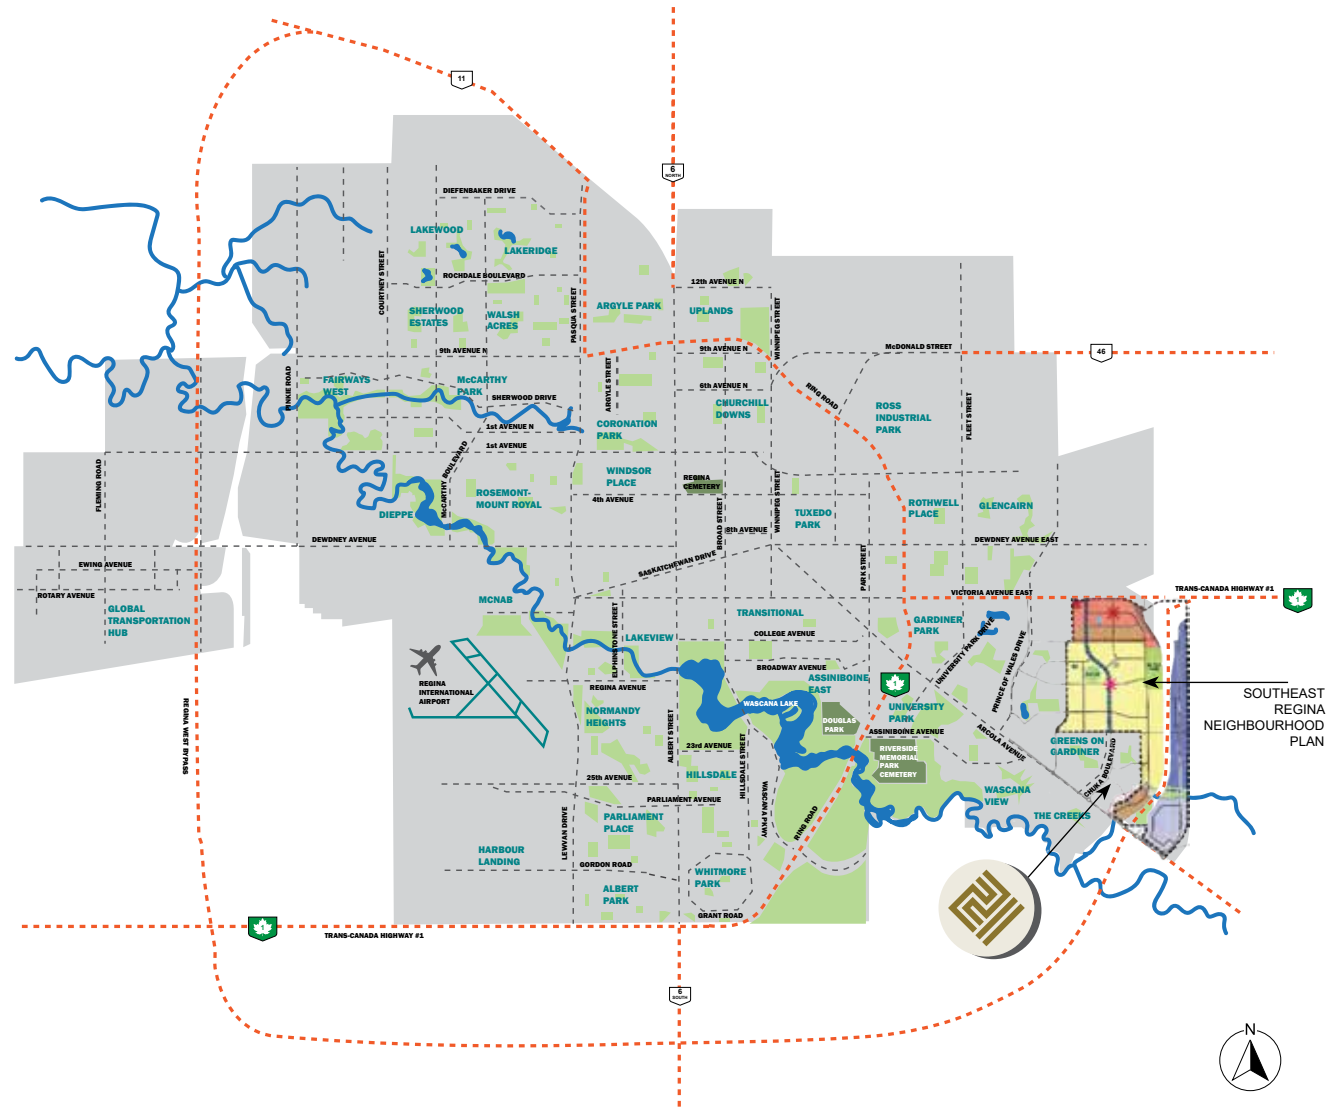 11
6
NORTH
DIEFENBAKER DRIVE
LAKEWOOD
LAKERIDGE
ROCHDALE BOULEVARD
COURTNEY STREET
PASQUA STREET
12th AVENUE N
ARGYLE PARK
UPLANDS
SHERWOOD
ESTATES
WALSH
ACRES
WINNIPEG STREET
9th AVENUE N
9th AVENUE N
McDONALD STREET
46
PINKIE ROAD
FAIRWAYS
WEST
McCARTHY
PARK
SHERWOOD DRIVE
ARGYLE STREET
6th AVENUE N
RING ROAD
CHURCHILL
DOWNS
ROSS
INDUSTRIAL
PARK
FLEET STREET
1st AVENUE N
1st AVENUE
CORONATION
PARK
McCARTHY BOULEVARD
FLEMING ROAD
WINDSOR
PLACE
REGINA
CEMETERY
ROSEMONT-
MOUNT ROYAL
4th AVENUE
DIEPPE
BROAD STREET
WINNIPEG STREET
8th AVENUE
TUXEDO
PARK
ROTHWELL
PLACE
GLENCAIRN
DEWDNEY AVENUE
DEWDNEY AVENUE EAST
SASKATCHEWAN DRIVE
PARK STREET
EWING AVENUE
ROTARY AVENUE
GLOBAL
TRANSPORTATION
HUB
MCNAB
VICTORIA AVENUE EAST
TRANS-CANADA HIGHWAY #1
1
ELPHINSTONE STREET
LAKEVIEW
TRANSITIONAL
COLLEGE AVENUE
GARDINER
PARK
UNIVERSITY PARK DRIVE
PRINCE OF WALES DRIVE
REGINA
INTERNATIONAL
AIRPORT
BROADWAY AVENUE
ASSINIBOINE
EAST
1
REGINA AVENUE
WASCANA LAKE
NORMANDY
HEIGHTS
ALBERT STREET
DOUGLAS
PARK
UNIVERSITY
PARK
ASSINIBOINE AVENUE
SOUTHEAST
REGINA
NEIGHBOURHOOD
PLAN
REGINA WEST BYPASS
23rd AVENUE
HILLSDALE STREET
RIVERSIDE
MEMORIAL
PARK
CEMETERY
ARCOLA AVENUE
GREENS ON
GARDINER
CHUKA BOULEVARD
25th AVENUE
HILLSDALE
WASCANA PKWY
PARLIAMENT AVENUE
PARLIAMENT
PLACE
RING ROAD
WASCANA
VIEW
THE CREEKS
LEWVAN DRIVE
HARBOUR
LANDING
GORDON ROAD
WHITMORE
PARK
ALBERT
PARK
GRANT ROAD
1
TRANS-CANADA HIGHWAY #1
6
SOUTH
N